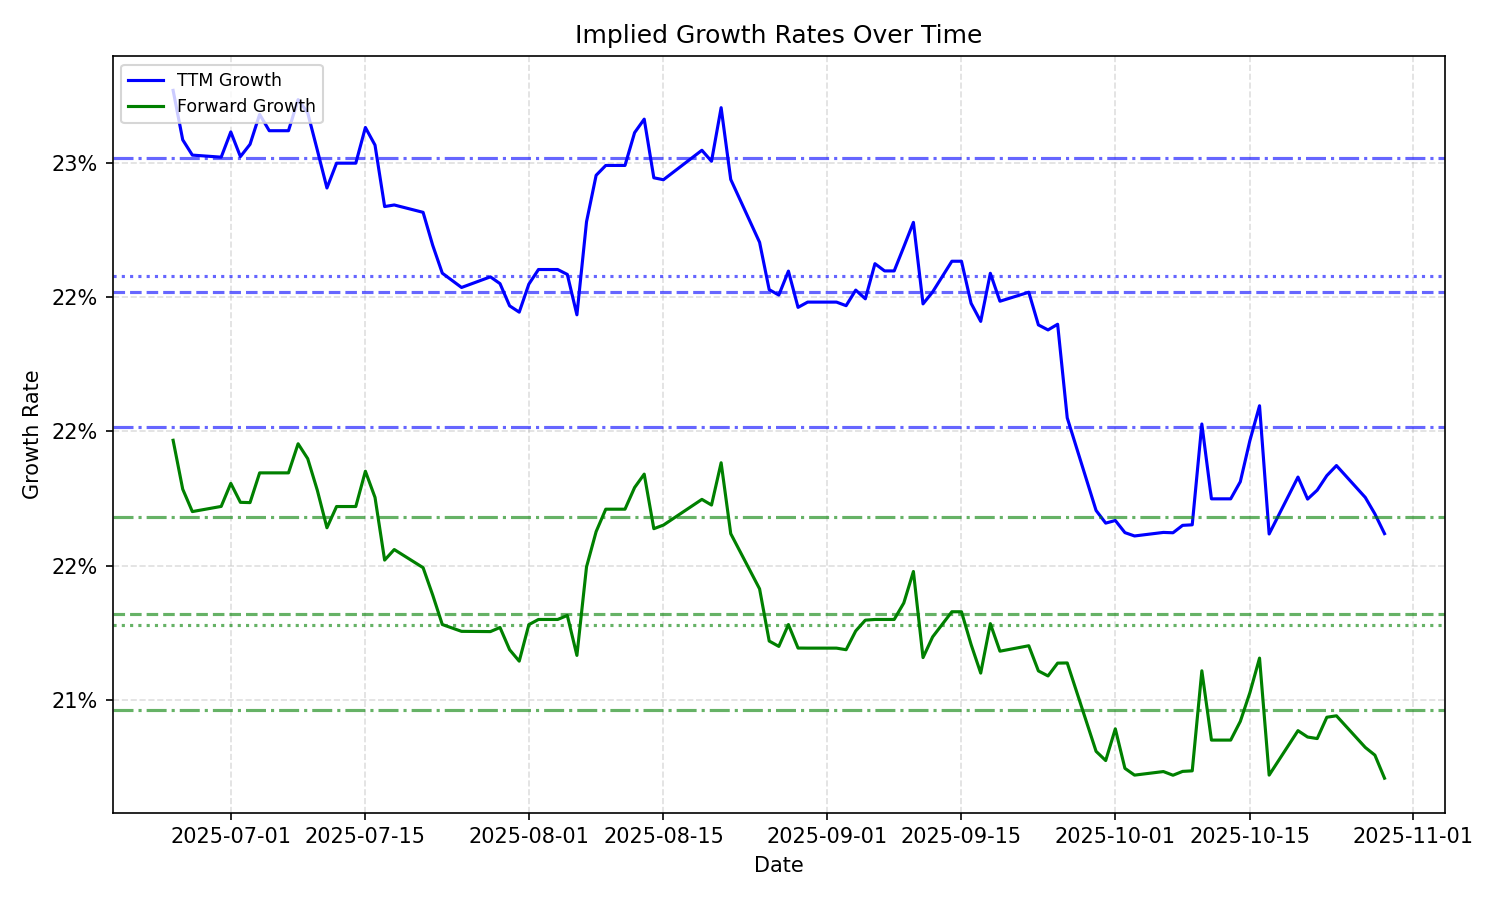 Implied Growth Rates Over Time
TTM Growth
Forward Growth
23%
22%
22%
22%
21%
Growth Rate
2025-07-01 2025-07-15 2025-08-01 2025-08-15 2025-09-01 2025-09-15 2025-10-01 2025-10-15 2025-11-01
Date